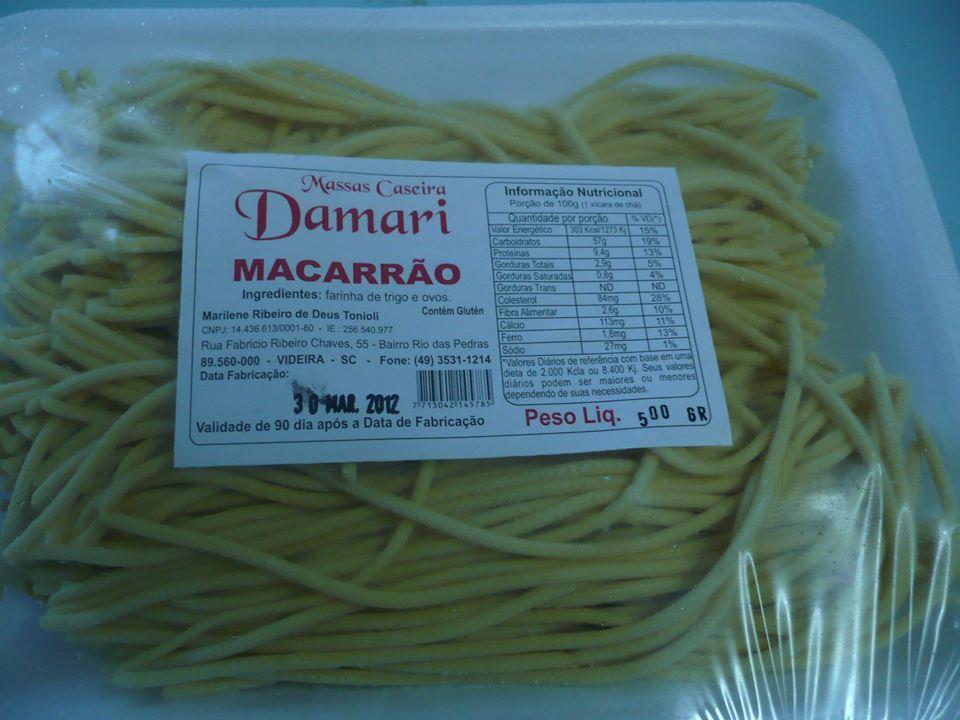 Massas Caseira
Damari
MACARRÃO
Ingredientes: farinha de trigo e ovos.
Contém Glutén
Marilene Ribeiro de Deus Tonioli
CNPJ: 14.436.613/0001-80 - IE.: 256.540.977
Rua Fabricio Ribeiro Chaves, 55 - Bairro Rio das Pedras
89.560-000 - VIDEIRA - SC - Fone: (49) 3531-1214
Data Fabricação:
30 MAR. 2012
7 713042 145785
Validade de 90 dia após a Data de Fabricação
Informação Nutricional
Porção de 100g (1 xícara de chá)
Quantidade por porção % VD(*)
Valor Energético 303 Kcal/1273 Kj 15%
Carboidratos 57g 19%
Proteinas 9,4g 13%
Gorduras Totais 2,9g 5%
Gorduras Saturadas 0,8g 4%
Gorduras Trans ND ND
Colesterol 84mg 28%
Fibra Alimentar 2,6g 10%
Cálcio 113mg 11%
Ferro 1,8mg 13%
Sódio 27mg 1%
*Valores Diários de referência com base em uma
dieta de 2.000 Kcla ou 8.400 Kj. Seus valores
diários podem ser maiores ou menores
dependendo de suas necessidades.
Peso Liq. 500 GR